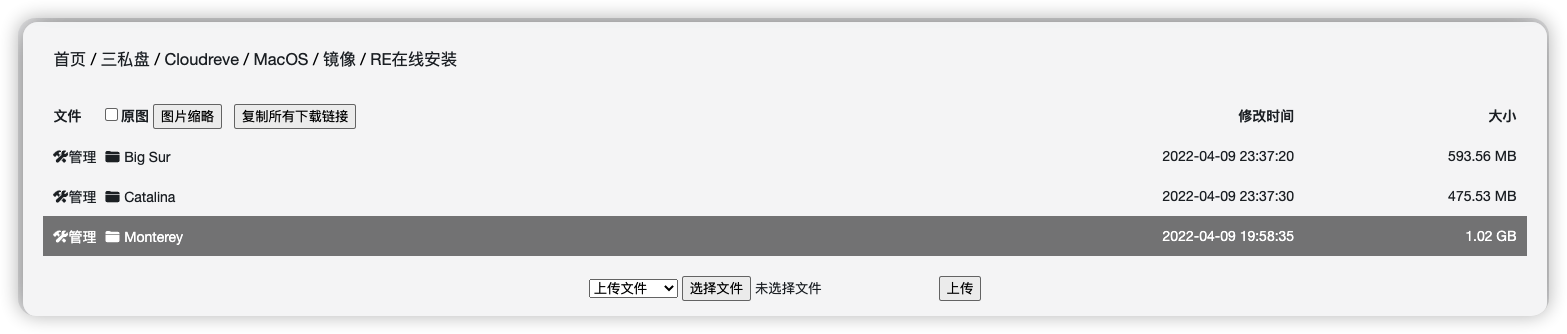 首页 / 三私盘 / Cloudreve / MacOS / 镜像 / RE在线安装
文件 原图 图片缩略 复制所有下载链接 修改时间 大小
管理 Big Sur 2022-04-09 23:37:20 593.56 MB
管理 Catalina 2022-04-09 23:37:30 475.53 MB
管理 Monterey 2022-04-09 19:58:35 1.02 GB
上传文件 选择文件 未选择文件 上传